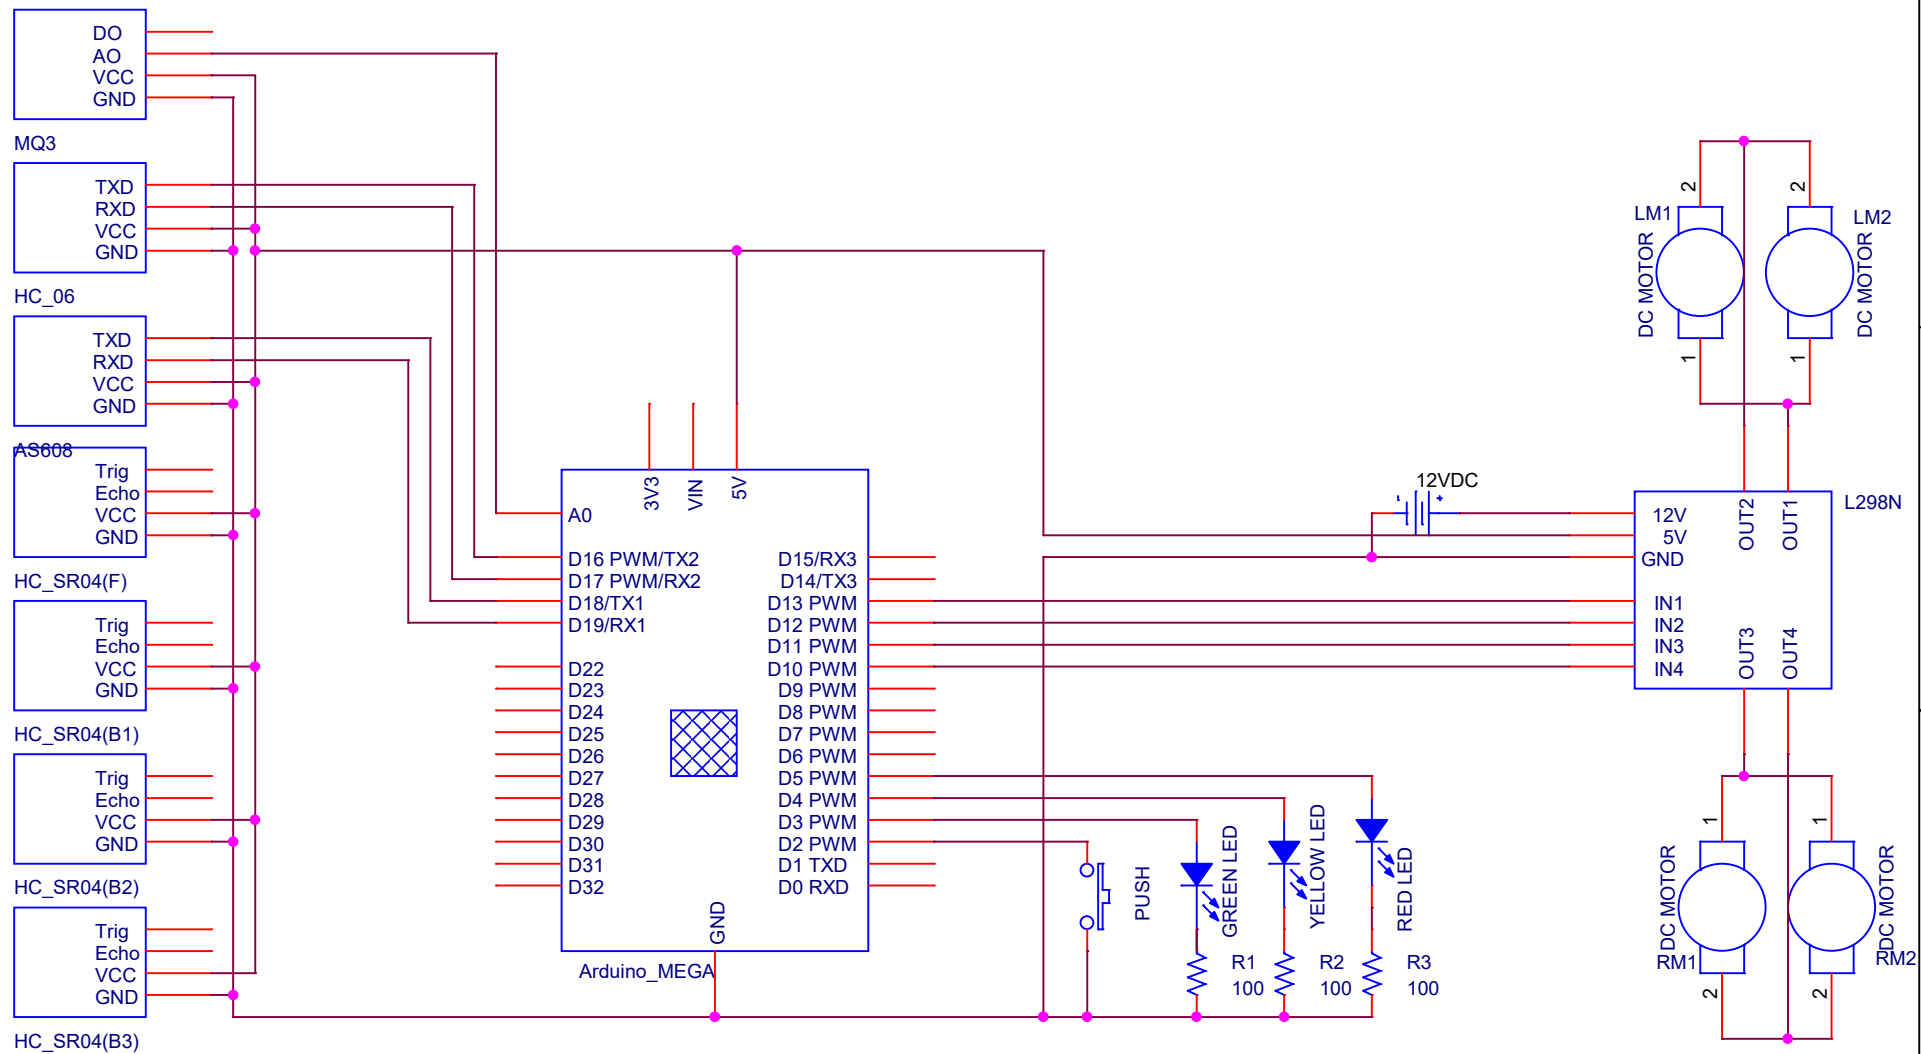 DO
AO
VCC
GND
MQ3
TXD
RXD
VCC
GND
HC_06
TXD
RXD
VCC
GND
AS608
Trig
Echo
VCC
GND
HC_SR04(F)
Trig
Echo
VCC
GND
HC_SR04(B1)
Trig
Echo
VCC
GND
HC_SR04(B2)
Trig
Echo
VCC
GND
HC_SR04(B3)
3V3
VIN
5V
A0
D16 PWM/TX2
D17 PWM/RX2
D18/TX1
D19/RX1
D22
D23
D24
D25
D26
D27
D28
D29
D30
D31
D32
D15/RX3
D14/TX3
D13 PWM
D12 PWM
D11 PWM
D10 PWM
D9 PWM
D8 PWM
D7 PWM
D6 PWM
D5 PWM
D4 PWM
D3 PWM
D2 PWM
D1 TXD
D0 RXD
GND
Arduino_MEGA
PUSH
GREEN LED
YELLOW LED
RED LED
R1
100
R2
100
R3
100
12VDC
- +
12V
5V
GND
IN1
IN2
IN3
IN4
OUT2
OUT1
OUT3
OUT4
L298N
2
LM1
DC MOTOR
1
2
LM2
DC MOTOR
1
1
DC MOTOR
RM1
2
1
DC MOTOR
RM2
2